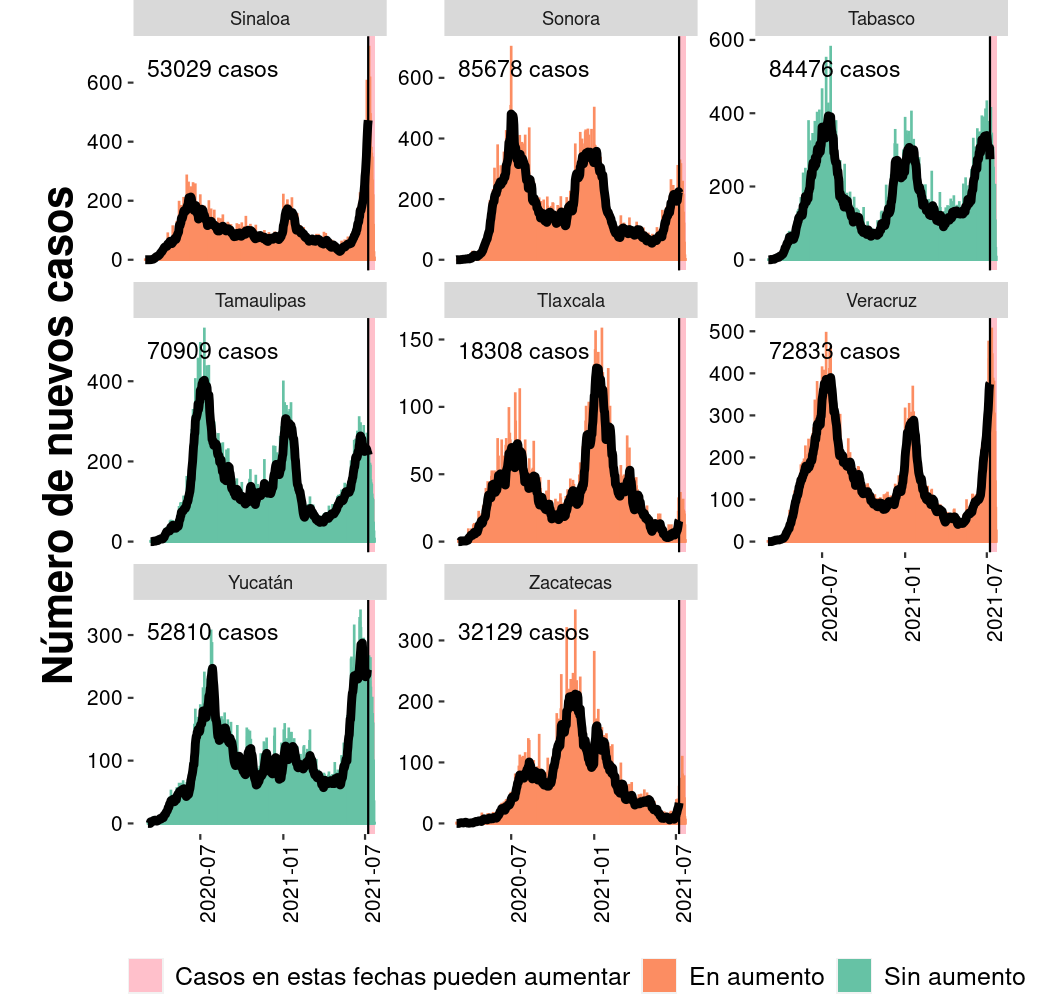 Número de nuevos casos
Sinaloa
53029 casos
600
400
200
0
Sonora
85678 casos
600
400
200
0
Tabasco
84476 casos
600
400
200
0
Tamaulipas
70909 casos
400
200
0
Tlaxcala
18308 casos
150
100
50
0
Veracruz
72833 casos
500
400
300
200
100
0
2020-07
2021-01
2021-07
Yucatán
52810 casos
300
200
100
0
2020-07
2021-01
2021-07
Zacatecas
32129 casos
300
200
100
0
2020-07
2021-01
2021-07
Casos en estas fechas pueden aumentar
En aumento
Sin aumento